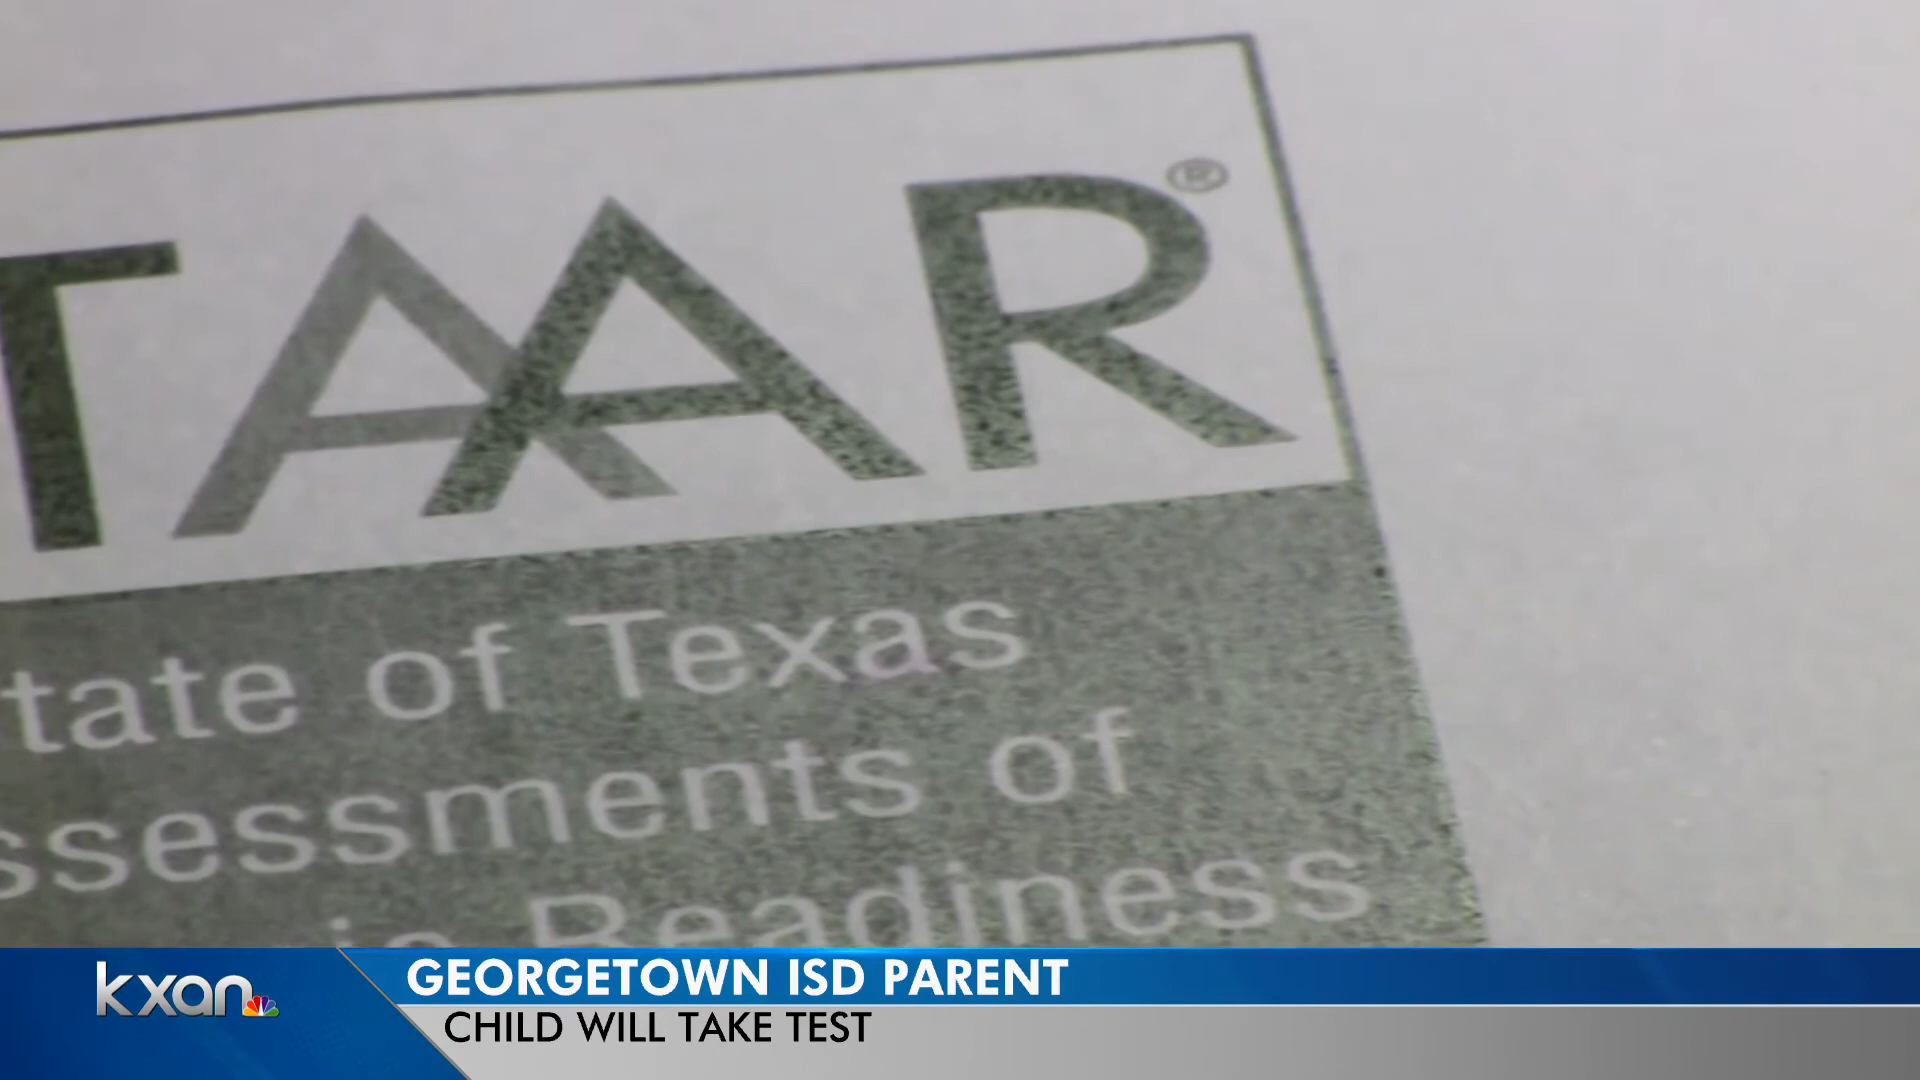 TAAR®
tate of Texas
ssessments of
Readiness
kxan
GEORGETOWN ISD PARENT
CHILD WILL TAKE TEST